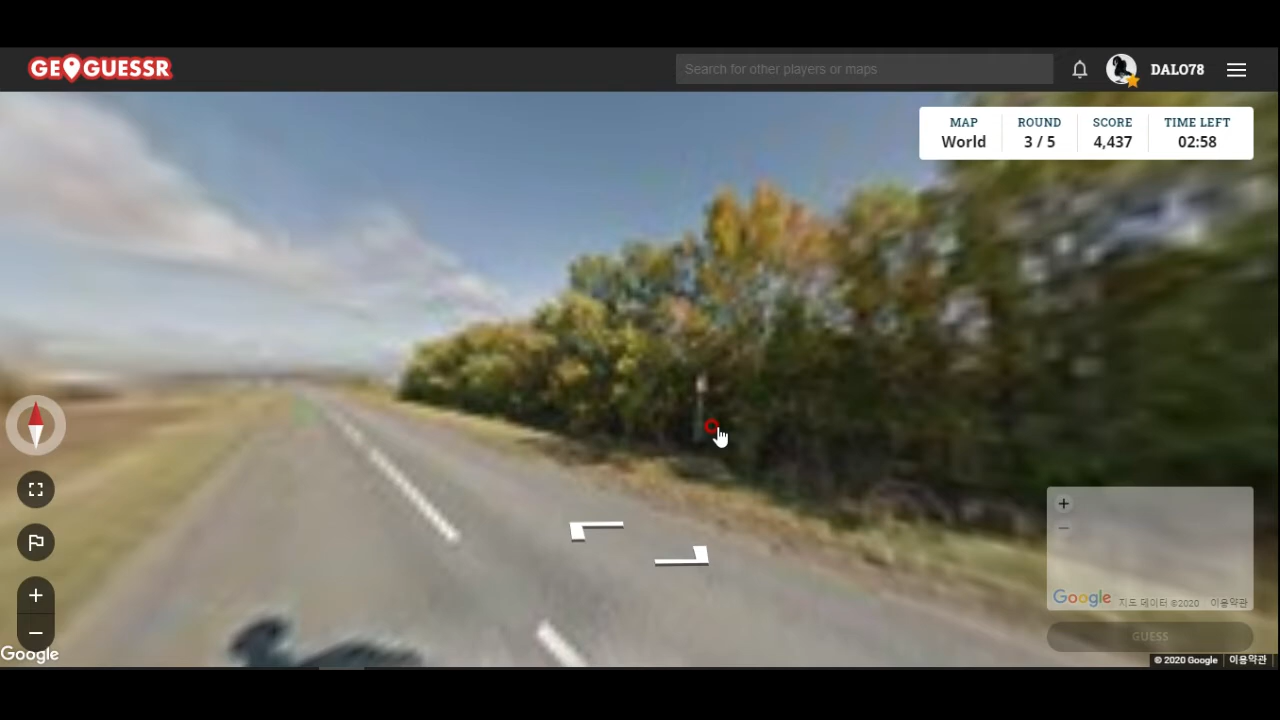 GEOGUESSR
Search for other players or maps
DALO78
MAP
World
ROUND
3 / 5
SCORE
4,437
TIME LEFT
02:58
+
−
Google
지도 데이터 ©2020
이용약관
GUESS
+
−
Google
© 2020 Google
이용약관